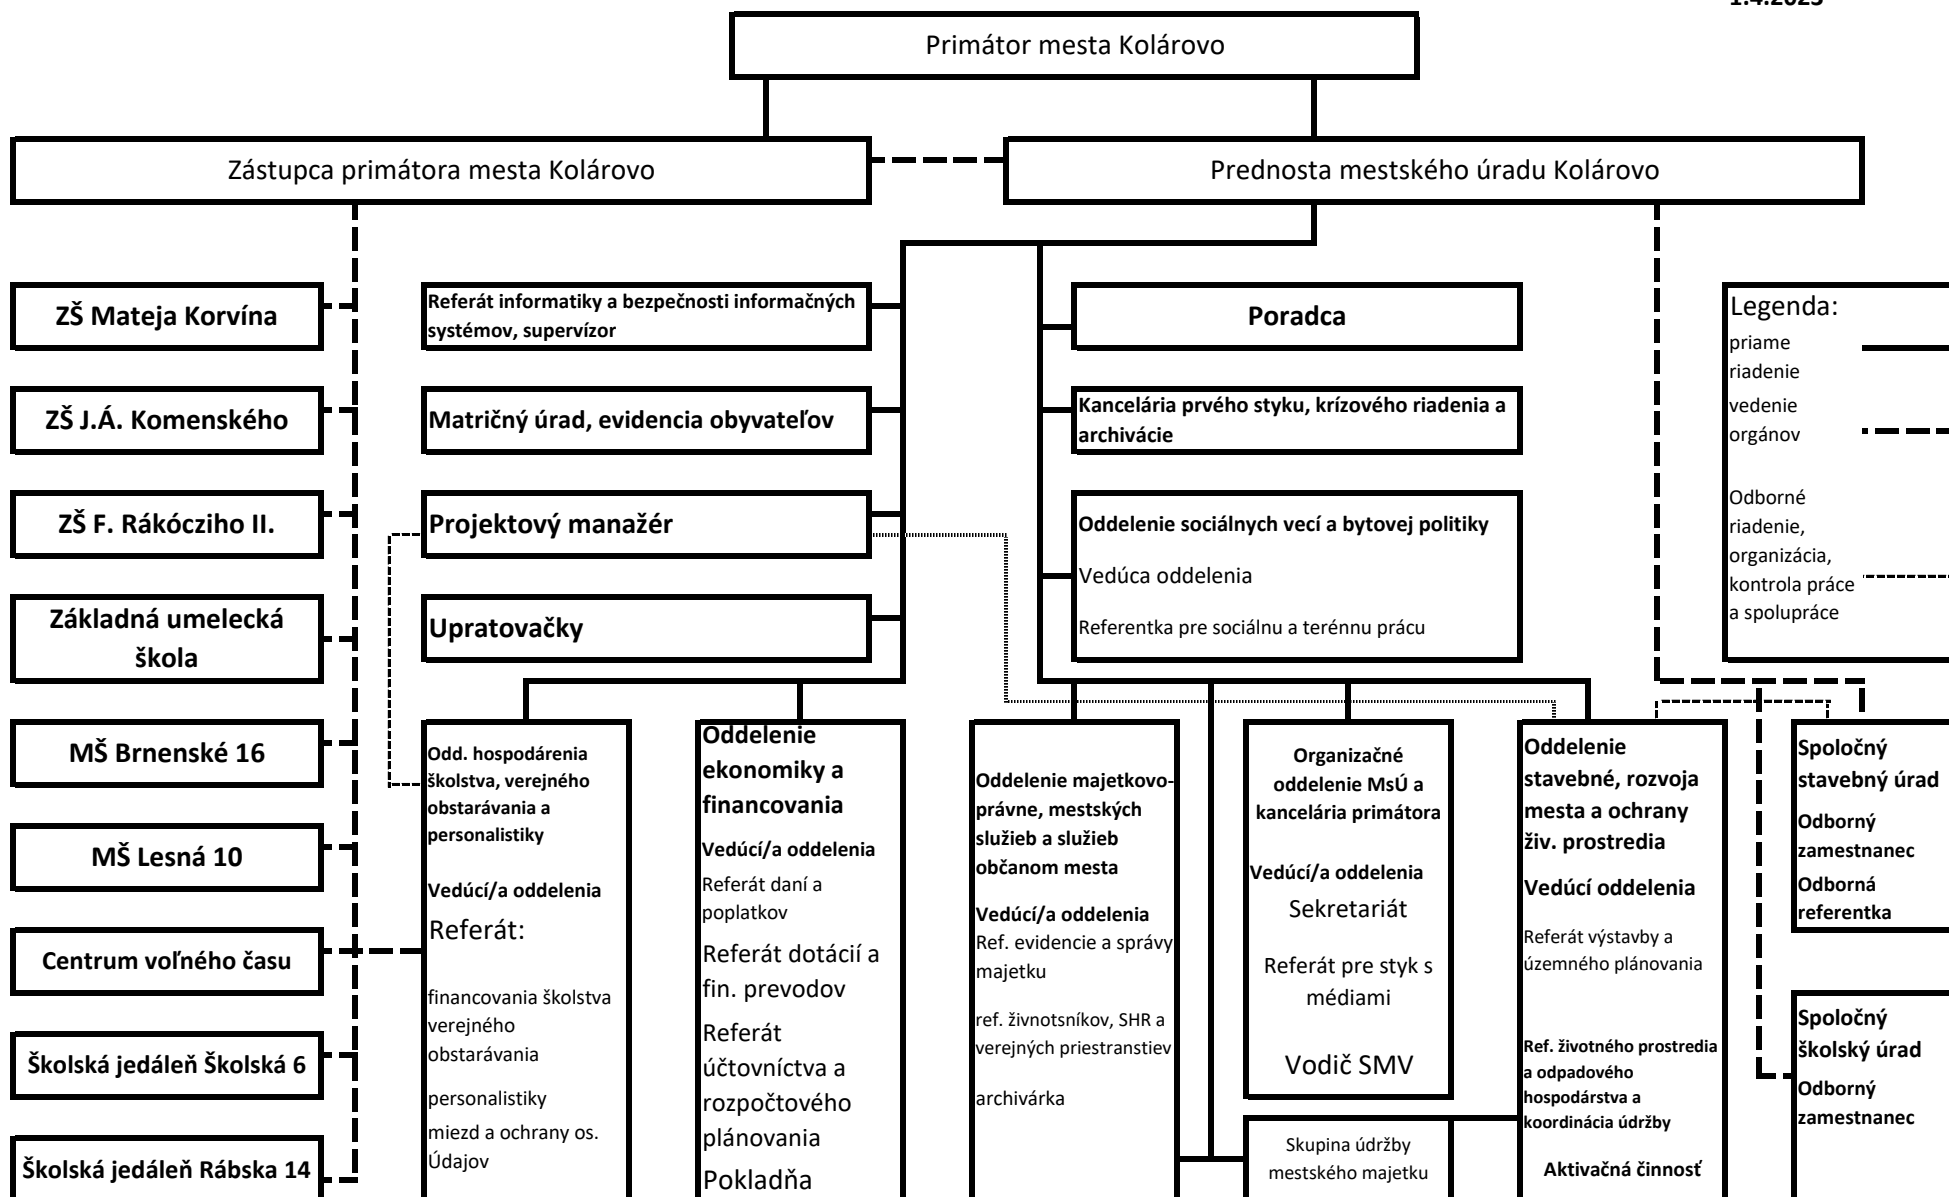 1.4.2023
Primátor mesta Kolárovo
Zástupca primátora mesta Kolárovo
Prednosta mestského úradu Kolárovo
ZŠ Mateja Korvína
ZŠ J.Á. Komenského
ZŠ F. Rákócziho II.
Základná umelecká
škola
MŠ Brnenské 16
MŠ Lesná 10
Centrum voľného času
Školská jedáleň Školská 6
Školská jedáleň Rábska 14
Referát informatiky a bezpečnosti informačných
systémov, supervízor
Matričný úrad, evidencia obyvateľov
Projektový manažér
Upratovačky
Poradca
Kancelária prvého styku, krízového riadenia a
archivácie
Oddelenie sociálnych vecí a bytovej politiky
Vedúca oddelenia
Referentka pre sociálnu a terénnu prácu
Legenda:
priame
riadenie
vedenie
orgánov
Odborné
riadenie,
organizácia,
kontrola práce
a spolupráce
Odd. hospodárenia
školstva, verejného
obstarávania a
personalistiky
Vedúcí/a oddelenia
Referát:
financovania školstva
verejného
obstarávania
personalistiky
miezd a ochrany os.
Údajov
Oddelenie
ekonomiky a
financovania
Vedúcí/a oddelenia
Referát daní a
poplatkov
Referát dotácií a
fin. prevodov
Referát
účtovníctva a
rozpočtového
plánovania
Pokladňa
Oddelenie majetkovo-
právne, mestských
služieb a služieb
občanom mesta
Vedúcí/a oddelenia
Ref. evidencie a správy
majetku
ref. živnotsníkov, SHR a
verejných priestranstiev
archivárka
Organizačné
oddelenie MsÚ a
kancelária primátora
Vedúcí/a oddelenia
Sekretariát
Referát pre styk s
médiami
Vodič SMV
Skupina údržby
mestského majetku
Oddelenie
stavebné, rozvoja
mesta a ochrany
živ. prostredia
Vedúcí oddelenia
Referát výstavby a
územného plánovania
Ref. životného prostredia
a odpadového
hospodárstva a
koordinácia údržby
Aktivačná činnosť
Spoločný
stavebný úrad
Odborný
zamestnanec
Odborná
referentka
Spoločný
školský úrad
Odborný
zamestnanec